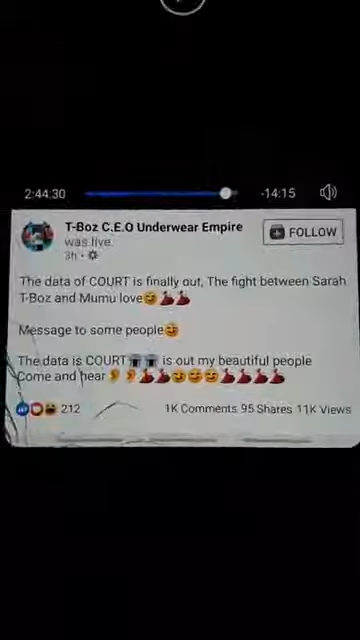 2:44:30
-14:15
T-Boz C.E.O Underwear Empire
was live.
3h
FOLLOW
The data of COURT is finally out, The fight between Sarah
T-Boz and Mumu love😊💃💃
Message to some people😊
The data is COURT is out my beautiful people
Come and hear👂👂💃💃😊😊😊💃💃💃💃
212
1K Comments 95 Shares 11K Views